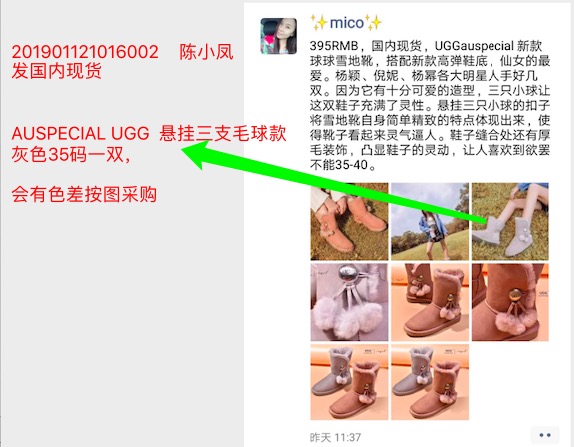 201901121016002 陈小凤
发国内现货
AUSPECIAL UGG 悬挂三支毛球款
灰色35码一双，
会有色差按图采购
✨mico✨
395RMB，国内现货，UGGauspecial 新款
球球雪地靴，搭配新款高弹鞋底，仙女的最
爱。杨颖、倪妮、杨幂各大明星人手好几
双。因为它有十分可爱的造型，三只小球让
这双鞋子充满了灵性。悬挂三只小球的扣子
将雪地靴自身简单精致的特点体现出来，使
得靴子看起来灵气逼人。鞋子缝合处还有厚
毛装饰，凸显鞋子的灵动，让人喜欢到欲罢
不能35-40。
昨天 11:37